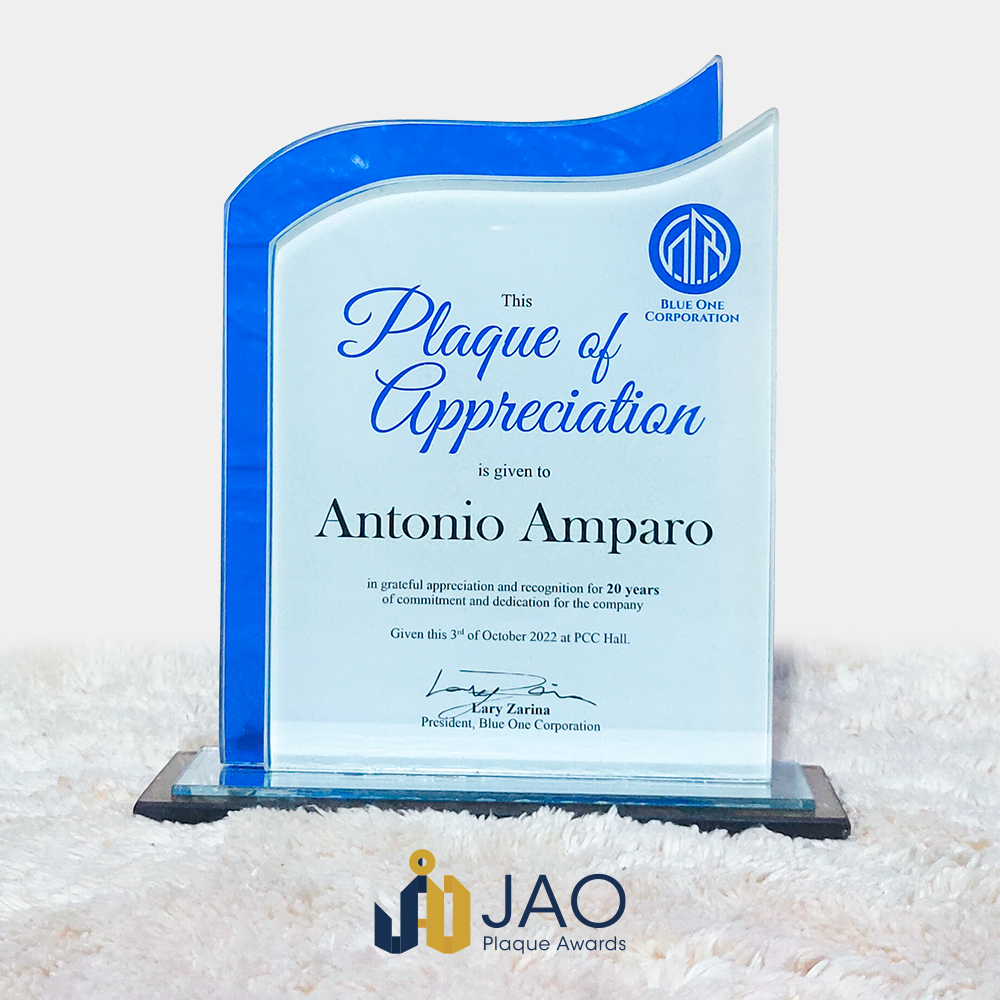 BLUE ONE
CORPORATION
This
Plaque of
Appreciation
is given to
Antonio Amparo
in grateful appreciation and recognition for 20 years
of commitment and dedication for the company
Given this 3rd of October 2022 at PCC Hall.
Lary Zarina
Lary Zarina
President, Blue One Corporation
JAO
Plaque Awards